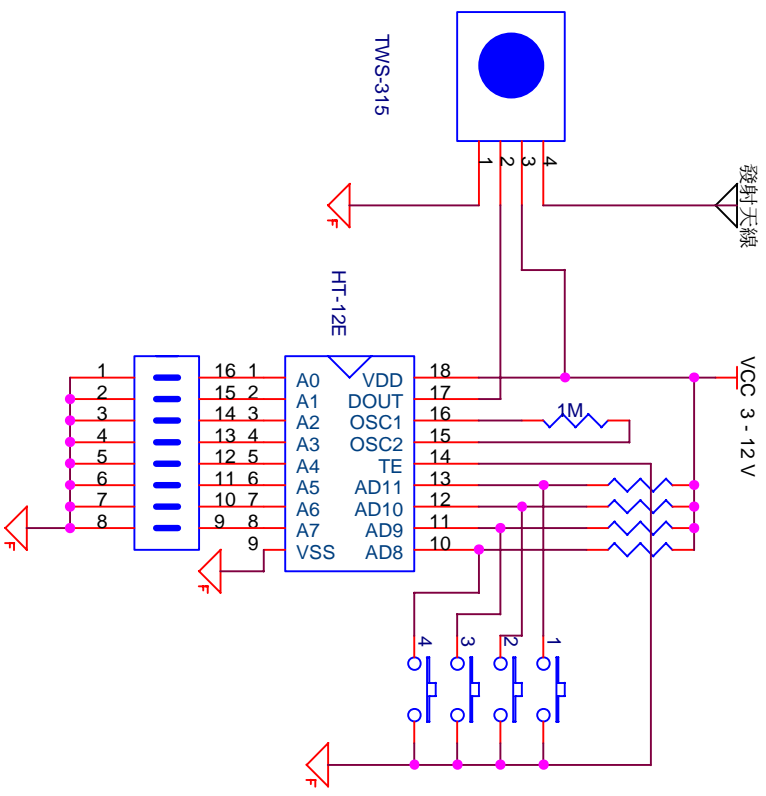 TWS-315
1
2
3
4
發射天線
HT-12E
VCC 3 - 12 V
1 16 1 A0 VDD 18
2 15 2 A1 DOUT 17
3 14 3 A2 OSC1 16 1M
4 13 4 A3 OSC2 15
5 12 5 A4 TE 14
6 11 6 A5 AD11 13
7 10 7 A6 AD10 12
8 9 8 A7 AD9 11
9 VSS AD8 10
4
3
2
1
F
F
F
F